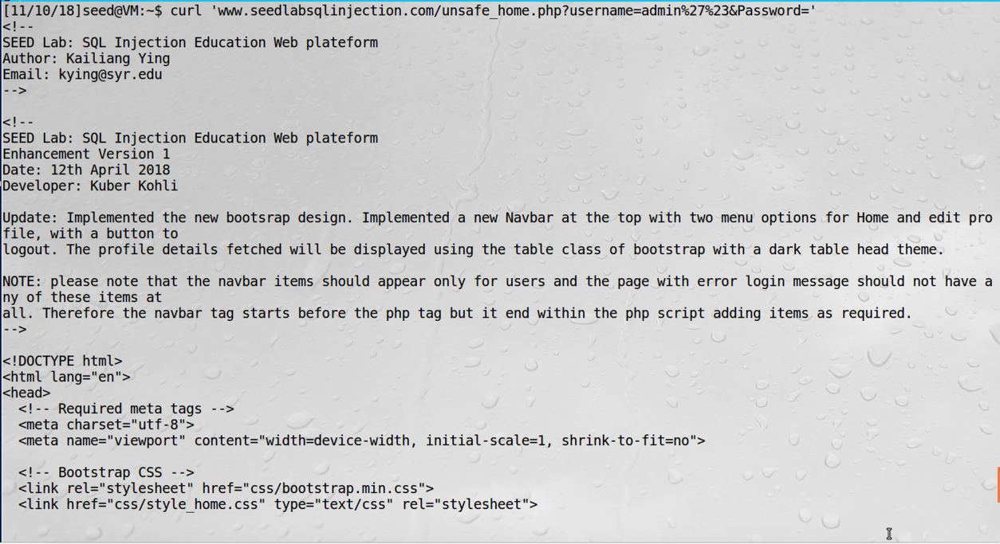 [11/10/18]seed@VM:~$ curl 'www.seedlabsqlinjection.com/unsafe_home.php?username=admin%27%23&Password='
<!--
SEED Lab: SQL Injection Education Web plateform
Author: Kailiang Ying
Email: kying@syr.edu
-->

<!--
SEED Lab: SQL Injection Education Web plateform
Enhancement Version 1
Date: 12th April 2018
Developer: Kuber Kohli

Update: Implemented the new bootsrap design. Implemented a new Navbar at the top with two menu options for Home and edit pro
file, with a button to
logout. The profile details fetched will be displayed using the table class of bootstrap with a dark table head theme.

NOTE: please note that the navbar items should appear only for users and the page with error login message should not have a
ny of these items at
all. Therefore the navbar tag starts before the php tag but it end within the php script adding items as required.
-->

<!DOCTYPE html>
<html lang="en">
<head>
  <!-- Required meta tags -->
  <meta charset="utf-8">
  <meta name="viewport" content="width=device-width, initial-scale=1, shrink-to-fit=no">

  <!-- Bootstrap CSS -->
  <link rel="stylesheet" href="css/bootstrap.min.css">
  <link href="css/style_home.css" type="text/css" rel="stylesheet">